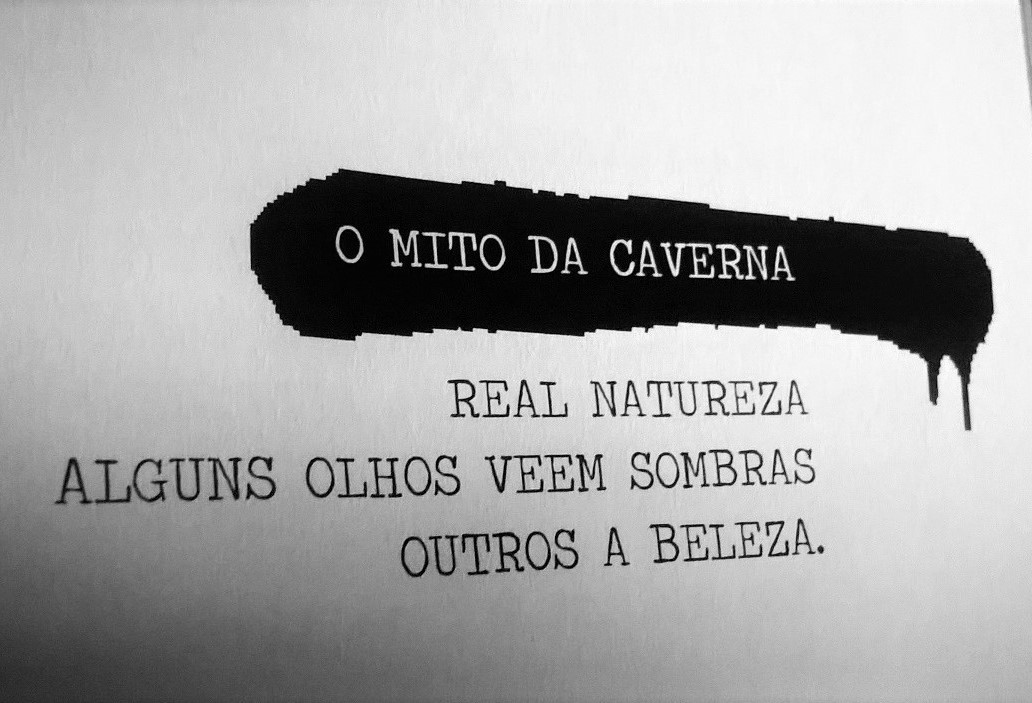 O MITO DA CAVERNA
REAL NATUREZA
ALGUNS OLHOS VEEM SOMBRAS
OUTROS A BELEZA.